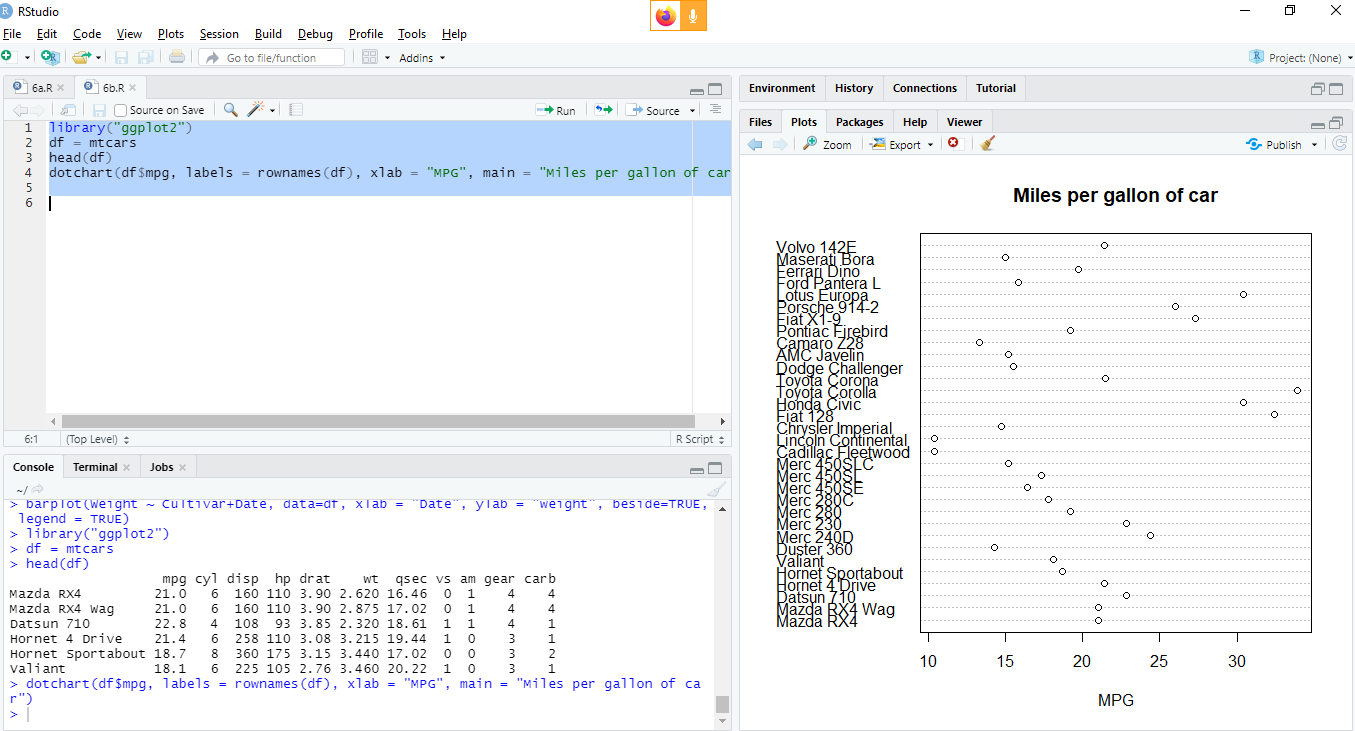 RStudio
File Edit Code View Plots Session Build Debug Profile Tools Help
Go to file/function Addins Project: (None)
6a.R 6b.R
Source on Save Run Source
1 library("ggplot2")
2 df = mtcars
3 head(df)
4 dotchart(df$mpg, labels = rownames(df), xlab = "MPG", main = "Miles per gallon of car
5
6
6:1 (Top Level) R Script
Console Terminal Jobs
~/
> barplot(Weight ~ Cultivar+Date, data=df, xlab = "Date", ylab = "weight", beside=TRUE,
legend = TRUE)
> library("ggplot2")
> df = mtcars
> head(df)
mpg cyl disp hp drat wt qsec vs am gear carb
Mazda RX4 21.0 6 160 110 3.90 2.620 16.46 0 1 4 4
Mazda RX4 Wag 21.0 6 160 110 3.90 2.875 17.02 0 1 4 4
Datsun 710 22.8 4 108 93 3.85 2.320 18.61 1 1 4 1
Hornet 4 Drive 21.4 6 258 110 3.08 3.215 19.44 1 0 3 1
Hornet Sportabout 18.7 8 360 175 3.15 3.440 17.02 0 0 3 2
Valiant 18.1 6 225 105 2.76 3.460 20.22 1 0 3 1
> dotchart(df$mpg, labels = rownames(df), xlab = "MPG", main = "Miles per gallon of ca
r")
>
Environment History Connections Tutorial
Files Plots Packages Help Viewer
Zoom Export Publish
Miles per gallon of car
Volvo 142E
Maserati Bora
Ferrari Dino
Ford Pantera L
Lotus Europa
Porsche 914-2
Fiat X1-9
Pontiac Firebird
Camaro Z28
AMC Javelin
Dodge Challenger
Toyota Corona
Toyota Corolla
Honda Civic
Fiat 128
Chrysler Imperial
Lincoln Continental
Cadillac Fleetwood
Merc 450SLC
Merc 450SL
Merc 450SE
Merc 280C
Merc 280
Merc 230
Merc 240D
Duster 360
Valiant
Hornet Sportabout
Hornet 4 Drive
Datsun 710
Mazda RX4 Wag
Mazda RX4
10 15 20 25 30
MPG